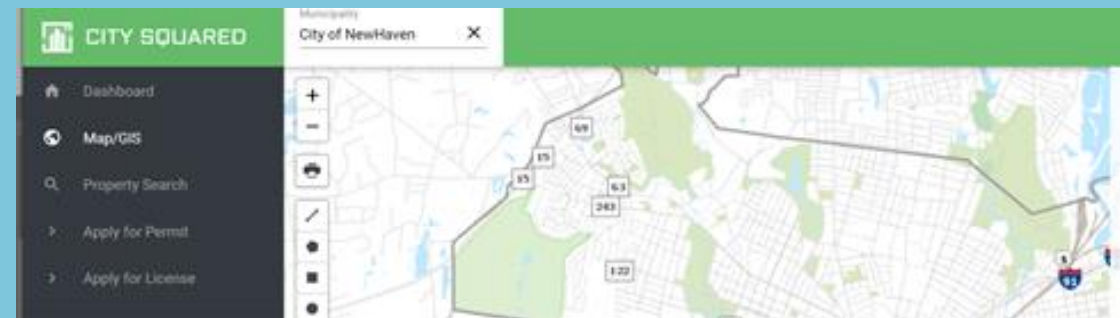 Municipality
CITY SQUARED
City of NewHaven
Dashboard
Map/GIS
Property Search
Apply for Permit
Apply for License
69
15
15
63
243
122
5
91